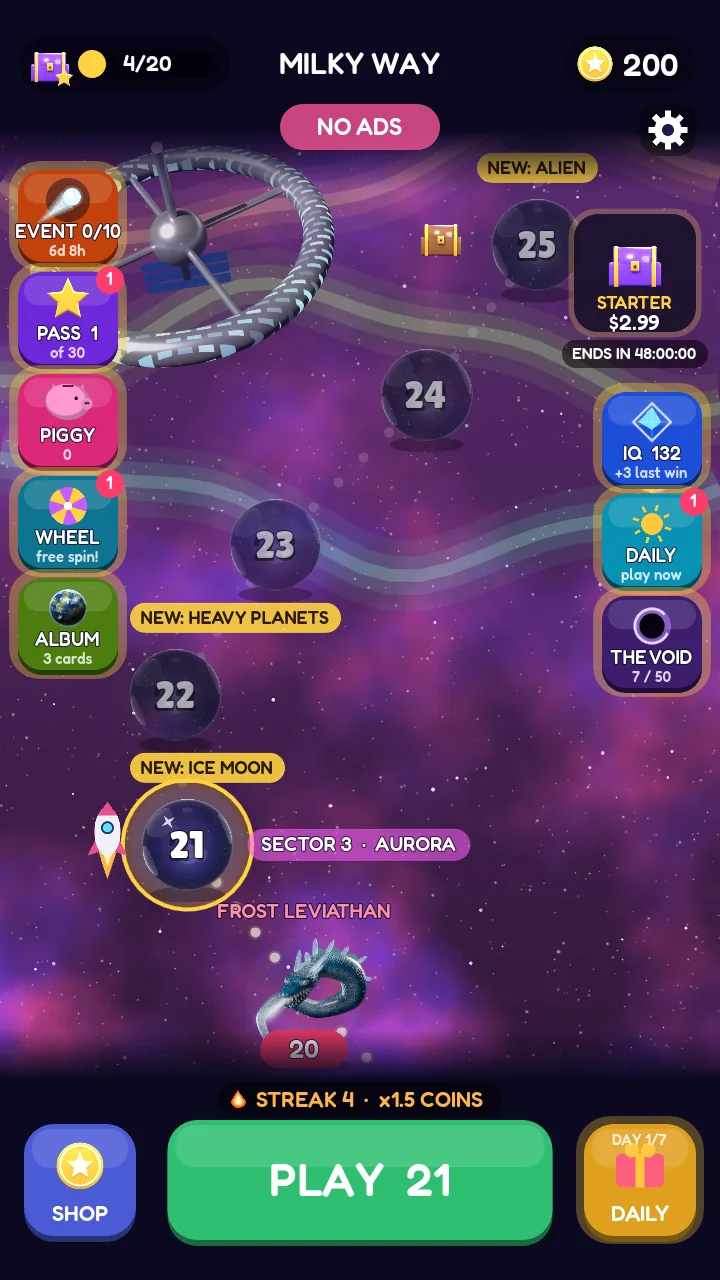 4/20
MILKY WAY
200
NO ADS
NEW: ALIEN
EVENT 0/10
6d 8h
25
1
PASS 1
of 30
STARTER
$2.99
ENDS IN 48:00:00
24
PIGGY
0
IQ 132
+3 last win
1
WHEEL
free spin!
23
1
DAILY
play now
ALBUM
3 cards
NEW: HEAVY PLANETS
THE VOID
7 / 50
22
NEW: ICE MOON
21
SECTOR 3 · AURORA
FROST LEVIATHAN
20
STREAK 4 · x1.5 COINS
SHOP
PLAY 21
DAY 1/7
DAILY